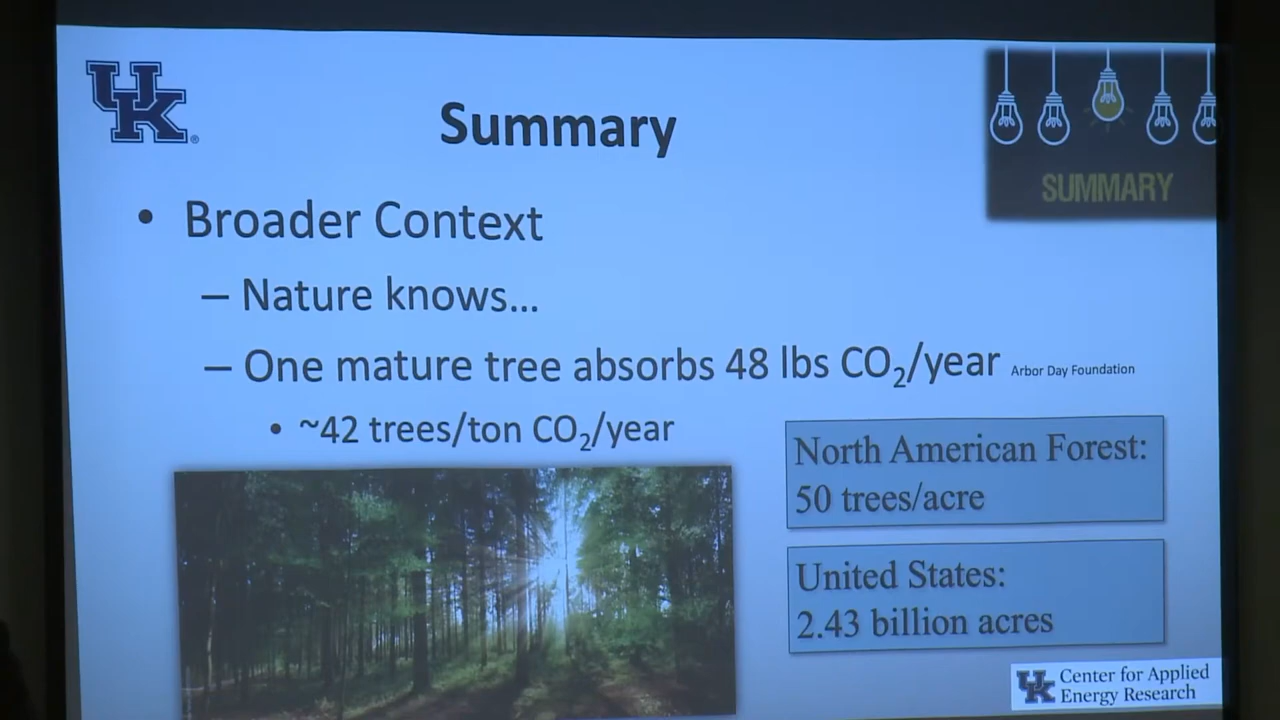 UK
Summary
SUMMARY
• Broader Context
– Nature knows...
– One mature tree absorbs 48 lbs CO₂/year Arbor Day Foundation
• ~42 trees/ton CO₂/year
North American Forest:
50 trees/acre
United States:
2.43 billion acres
UK Center for Applied
Energy Research